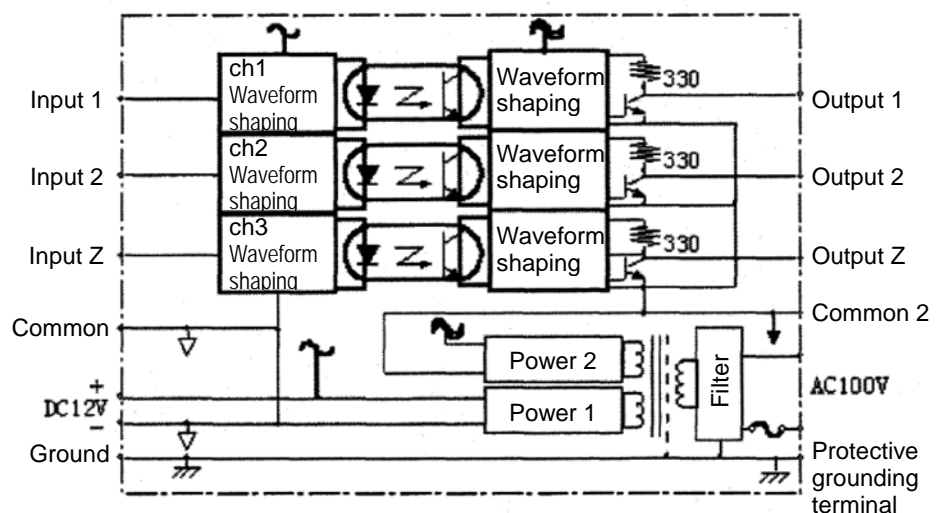 ch1
Waveform
shaping
Waveform
shaping
330
Input 1
Output 1
ch2
Waveform
shaping
Waveform
shaping
330
Input 2
Output 2
ch3
Waveform
shaping
Waveform
shaping
330
Input Z
Output Z
Common
Common 2
Power 2
Filter
+
DC12V
−
Power 1
AC100V
Ground
Protective
grounding
terminal